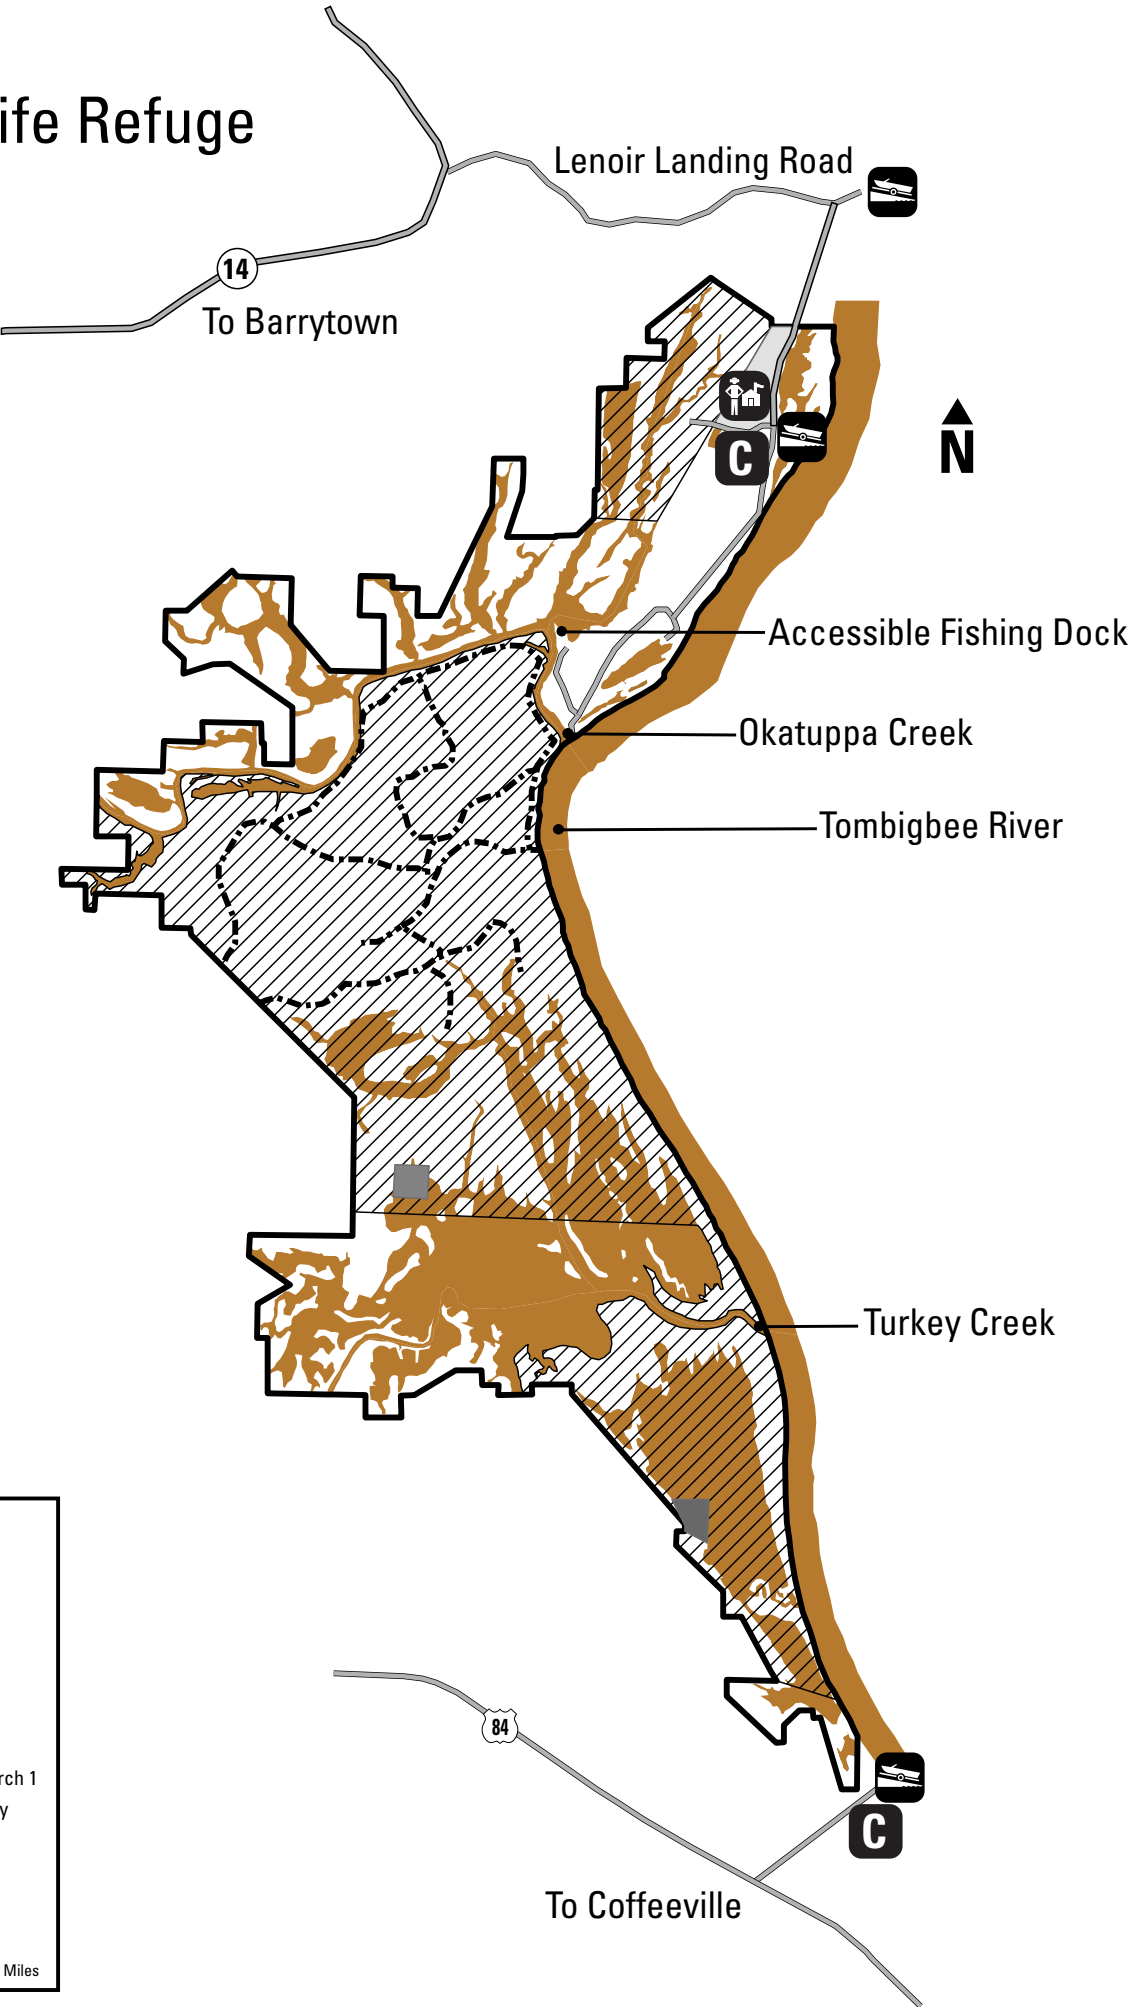 ife Refuge
Lenoir Landing Road
14
To Barrytown
C
N
Accessible Fishing Dock
Okatuppa Creek
Tombigbee River
Turkey Creek
84
rch 1
y
C
To Coffeeville
Miles